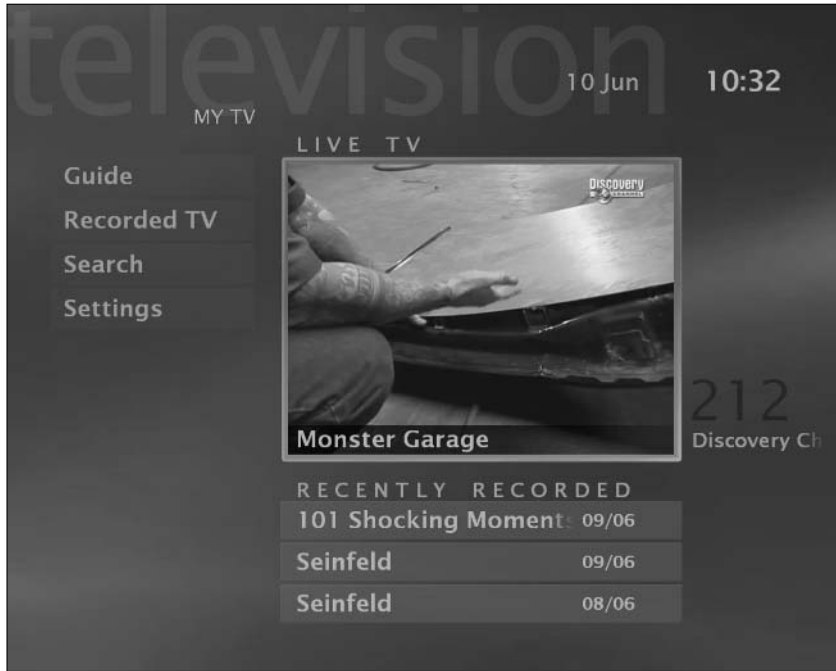 television
10 Jun 10:32
MY TV
LIVE TV
Guide
Recorded TV
Search
Settings
Discovery
CHANNEL
Monster Garage
212
Discovery Ch
RECENTLY RECORDED
101 Shocking Moments 09/06
Seinfeld 09/06
Seinfeld 08/06